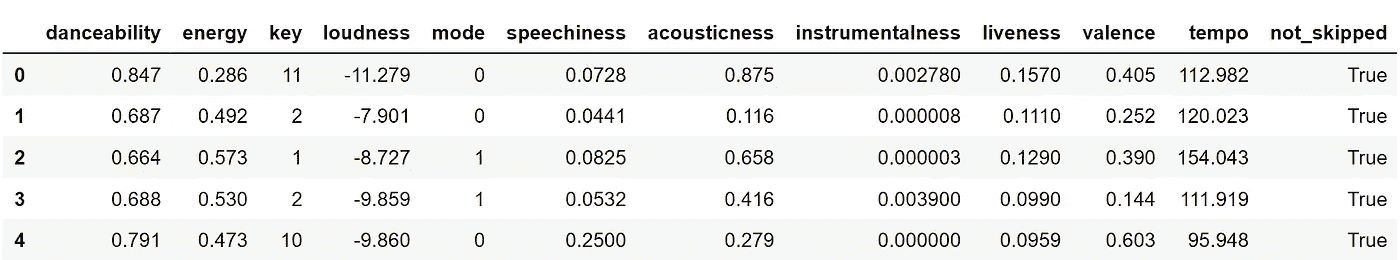 danceability energy key loudness mode speechiness acousticness instrumentalness liveness valence tempo not_skipped
0 0.847 0.286 11 -11.279 0 0.0728 0.875 0.002780 0.1570 0.405 112.982 True
1 0.687 0.492 2 -7.901 0 0.0441 0.116 0.000008 0.1110 0.252 120.023 True
2 0.664 0.573 1 -8.727 1 0.0825 0.658 0.000003 0.1290 0.390 154.043 True
3 0.688 0.530 2 -9.859 1 0.0532 0.416 0.003900 0.0990 0.144 111.919 True
4 0.791 0.473 10 -9.860 0 0.2500 0.279 0.000000 0.0959 0.603 95.948 True